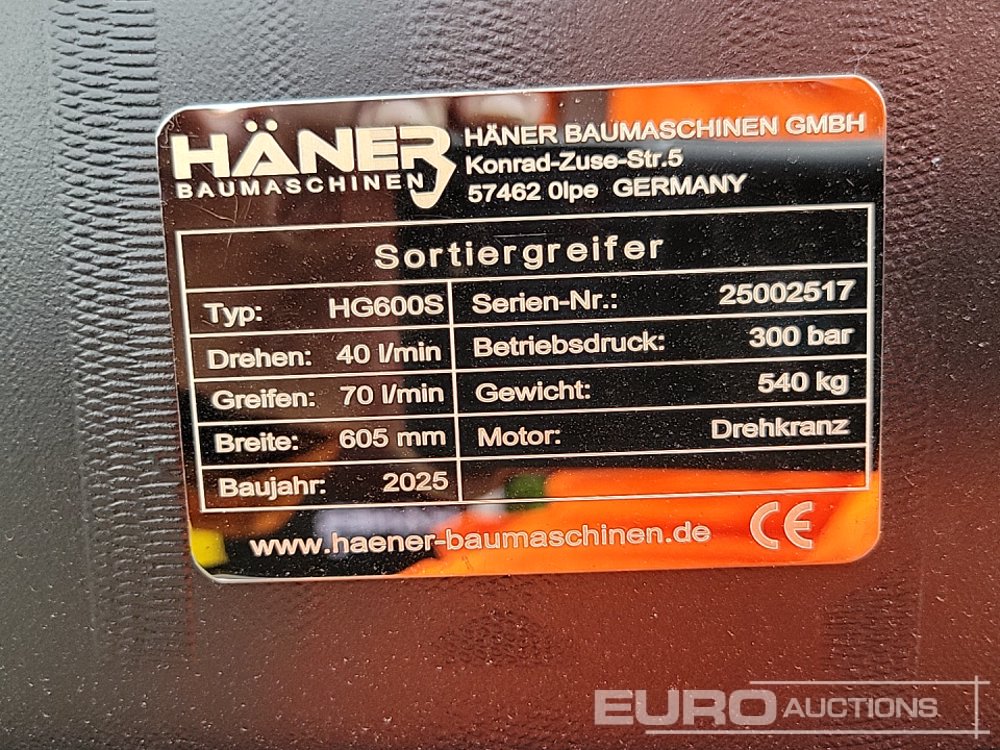 HÄNER
BAUMASCHINEN
HÄNER BAUMASCHINEN GMBH
Konrad-Zuse-Str.5
57462 Olpe GERMANY
Sortiergreifer
Typ: HG600S
Serien-Nr.: 25002517
Drehen: 40 l/min
Betriebsdruck: 300 bar
Greifen: 70 l/min
Gewicht: 540 kg
Breite: 605 mm
Motor: Drehkranz
Baujahr: 2025
www.haener-baumaschinen.de
CE
EURO AUCTIONS